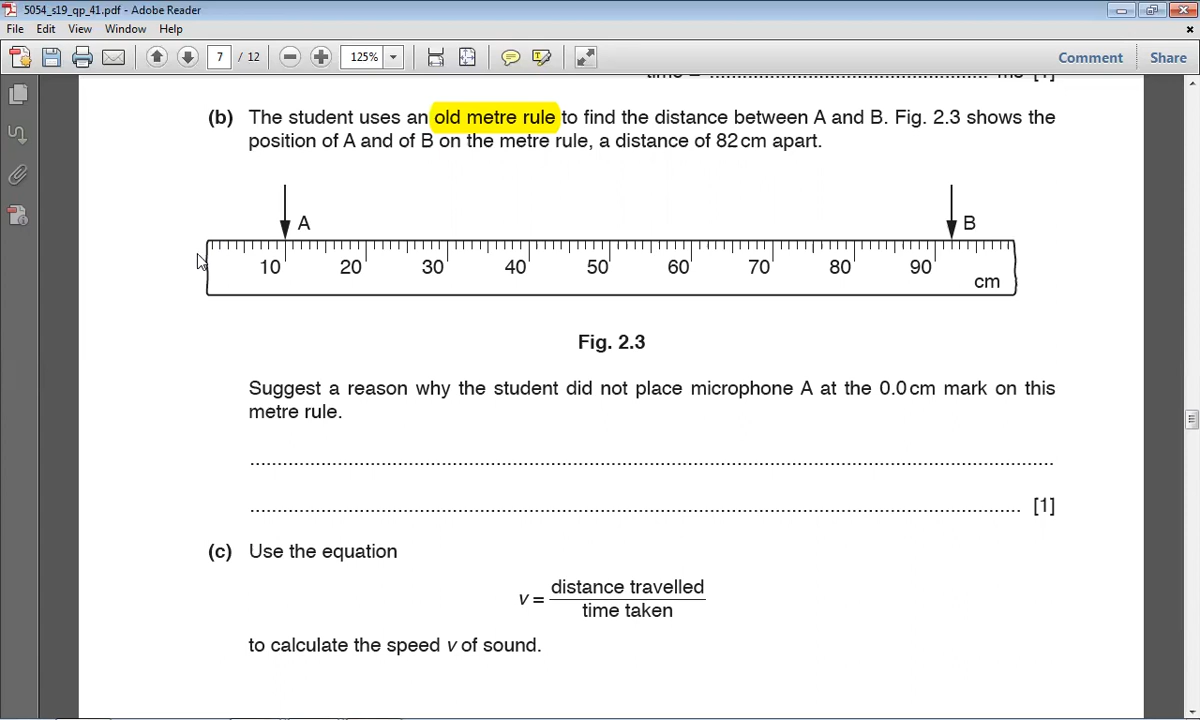 5054_s19_qp_41.pdf - Adobe Reader
File Edit View Window Help
7 / 12 125% Comment Share
time = ................................................. ms [1]
(b) The student uses an old metre rule to find the distance between A and B. Fig. 2.3 shows the
position of A and of B on the metre rule, a distance of 82 cm apart.
A B
10 20 30 40 50 60 70 80 90
cm
Fig. 2.3
Suggest a reason why the student did not place microphone A at the 0.0 cm mark on this
metre rule.
..........................................................................................................................................
...................................................................................................................................... [1]
(c) Use the equation
v = distance travelled
time taken
to calculate the speed v of sound.